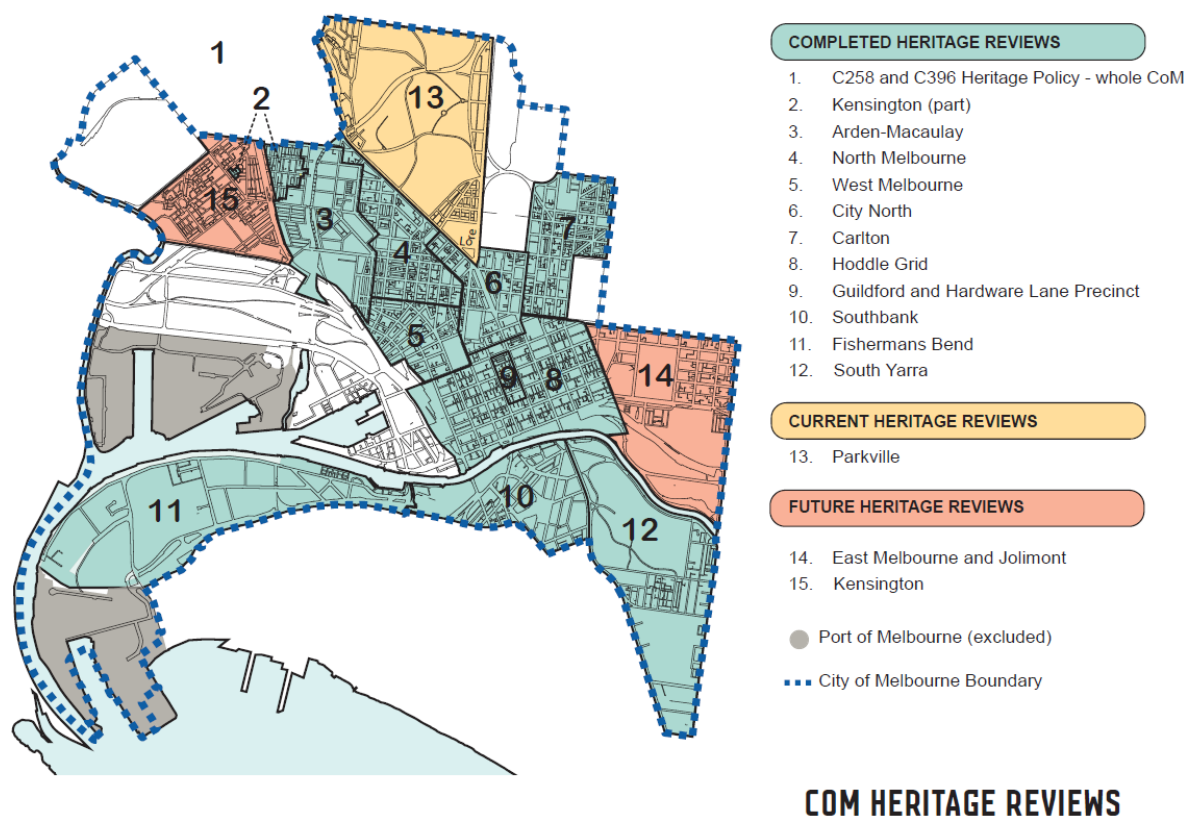 1
2
13
15
3
4
7
6
5
9
8
14
11
10
12
COMPLETED HERITAGE REVIEWS
1. C258 and C396 Heritage Policy - whole CoM
2. Kensington (part)
3. Arden-Macaulay
4. North Melbourne
5. West Melbourne
6. City North
7. Carlton
8. Hoddle Grid
9. Guildford and Hardware Lane Precinct
10. Southbank
11. Fishermans Bend
12. South Yarra
CURRENT HERITAGE REVIEWS
13. Parkville
FUTURE HERITAGE REVIEWS
14. East Melbourne and Jolimont
15. Kensington
Port of Melbourne (excluded)
City of Melbourne Boundary
COM HERITAGE REVIEWS